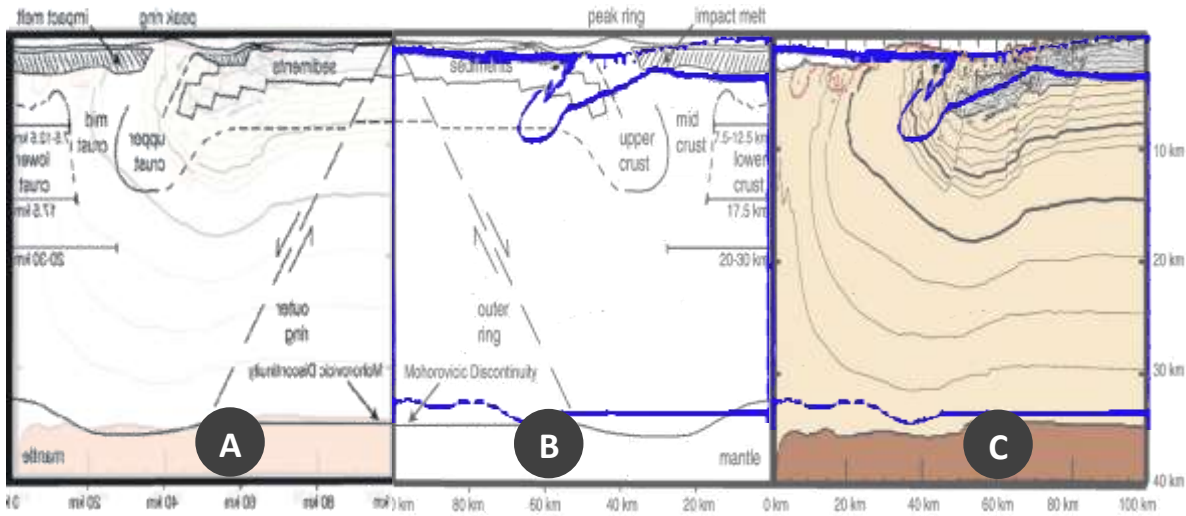 impact melt
peak ring
sediments
mid
crust
upper
crust
7.5-12.5 km
lower
crust
17.5 km
20-30 km
outer
ring
Mohorovicic Discontinuity
mantle
A
20 km
40 km
60 km
80 km
peak ring
impact melt
sediments
upper
crust
mid
crust
7.5-12.5 km
lower
crust
17.5 km
20-30 km
outer
ring
Mohorovicic Discontinuity
mantle
B
80 km
60 km
40 km
20 km
C
10 km
20 km
30 km
40 km
0 km
20 km
40 km
60 km
80 km
100 km